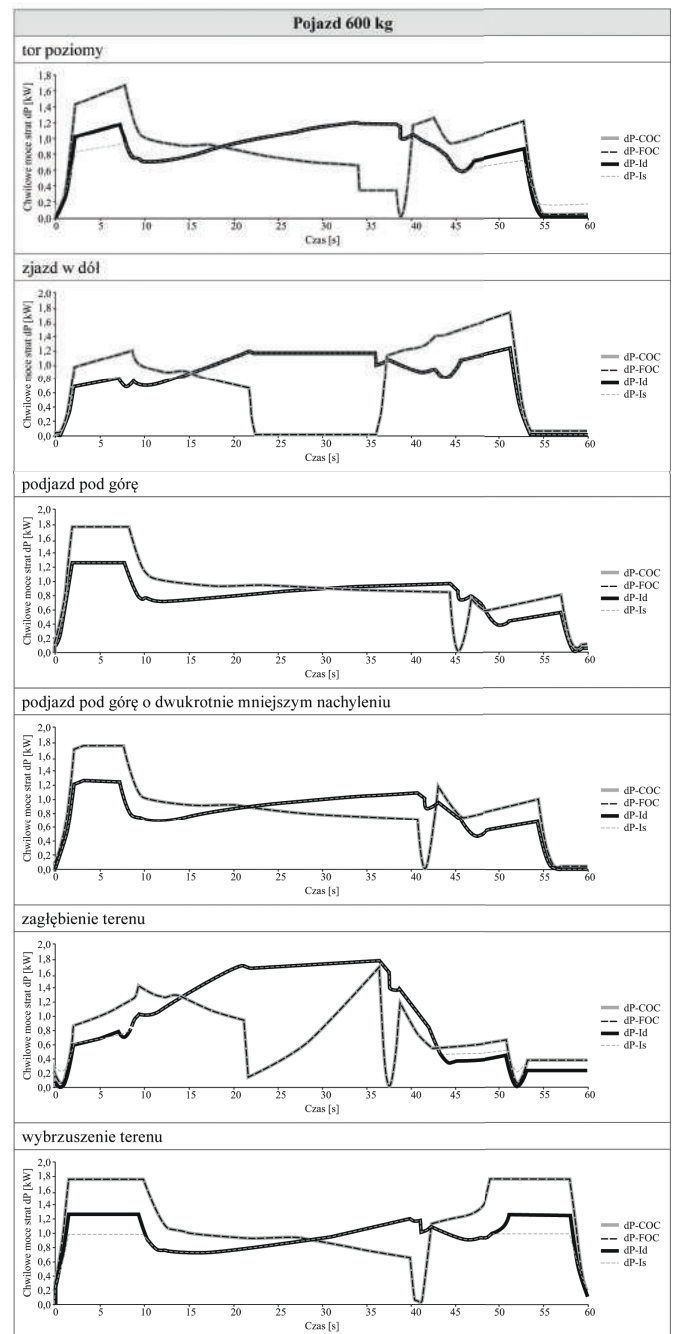 Pojazd 600 kg
tor poziomy
Chwilowe moce strat dP [kW]
1,8
1,6
1,4
1,2
1,0
0,8
0,6
0,4
0,2
0,0
0 5 10 15 20 25 30 35 40 45 50 55 60
Czas [s]
dP-COC
dP-FOC
dP-Id
dP-Is
zjazd w dół
Chwilowe moce strat dP [kW]
2,0
1,8
1,6
1,4
1,2
1,0
0,8
0,6
0,4
0,2
0,0
0 5 10 15 20 25 30 35 40 45 50 55 60
Czas [s]
dP-COC
dP-FOC
dP-Id
dP-Is
podjazd pod górę
Chwilowe moce strat dP [kW]
2,0
1,8
1,6
1,4
1,2
1,0
0,8
0,6
0,4
0,2
0,0
0 5 10 15 20 25 30 35 40 45 50 55 60
Czas [s]
dP-COC
dP-FOC
dP-Id
dP-Is
podjazd pod górę o dwukrotnie mniejszym nachyleniu
Chwilowe moce strat dP [kW]
2,0
1,8
1,6
1,4
1,2
1,0
0,8
0,6
0,4
0,2
0,0
0 5 10 15 20 25 30 35 40 45 50 55 60
Czas [s]
dP-COC
dP-FOC
dP-Id
dP-Is
zagłębienie terenu
Chwilowe moce strat dP [kW]
2,0
1,8
1,6
1,4
1,2
1,0
0,8
0,6
0,4
0,2
0,0
0 5 10 15 20 25 30 35 40 45 50 55 60
Czas [s]
dP-COC
dP-FOC
dP-Id
dP-Is
wybrzuszenie terenu
Chwilowe moce strat dP [kW]
2,0
1,8
1,6
1,4
1,2
1,0
0,8
0,6
0,4
0,2
0,0
0 5 10 15 20 25 30 35 40 45 50 55 60
Czas [s]
dP-COC
dP-FOC
dP-Id
dP-Is